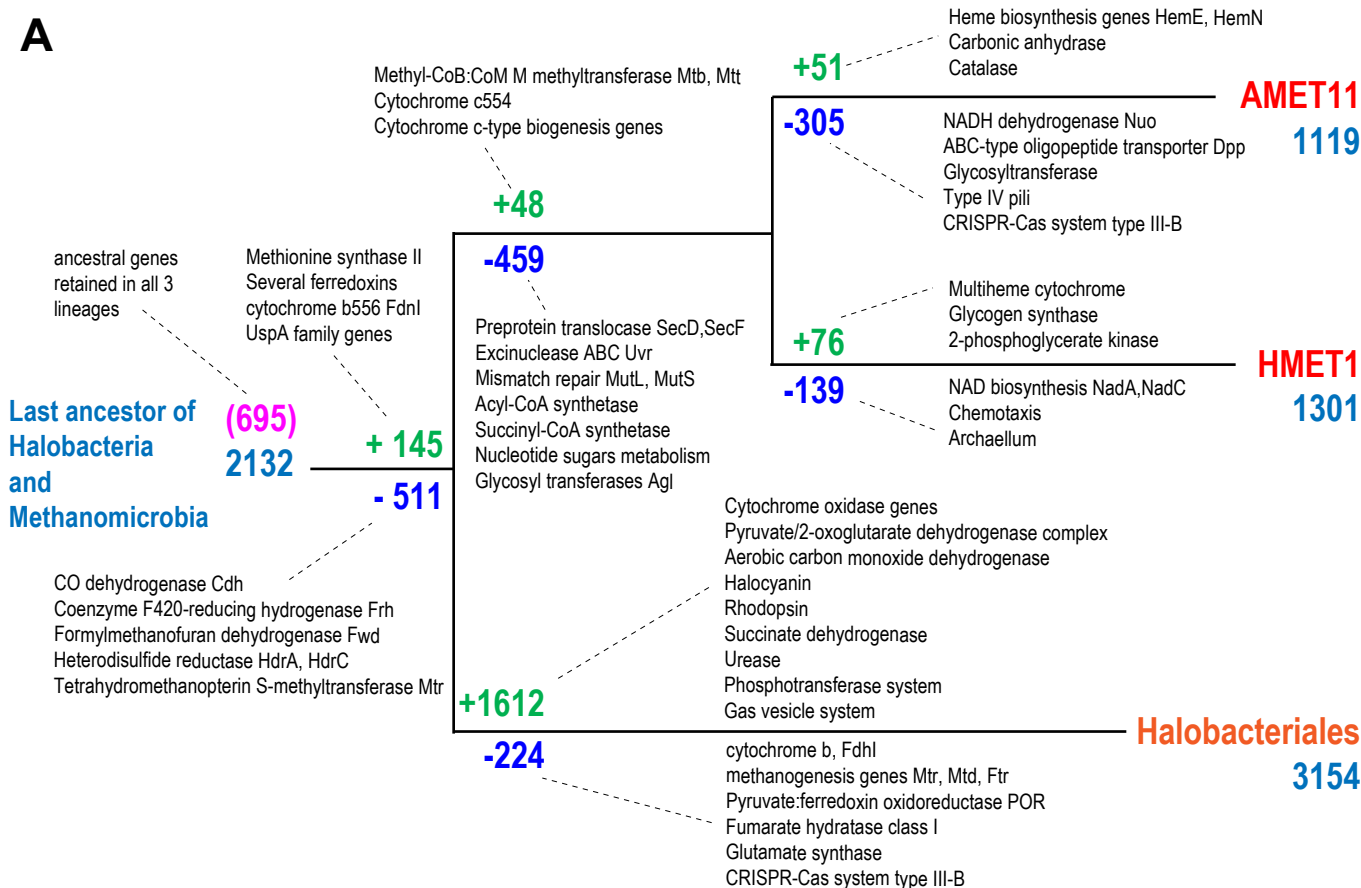 A
Heme biosynthesis genes HemE, HemN
Carbonic anhydrase
Catalase
+51
Methyl-CoB:CoM M methyltransferase Mtb, Mtt
Cytochrome c554
Cytochrome c-type biogenesis genes
AMET11
1119
-305
NADH dehydrogenase Nuo
ABC-type oligopeptide transporter Dpp
Glycosyltransferase
Type IV pili
CRISPR-Cas system type III-B
+48
-459
ancestral genes
retained in all 3
lineages
Methionine synthase II
Several ferredoxins
cytochrome b556 FdnI
UspA family genes
Preprotein translocase SecD,SecF
Excinuclease ABC Uvr
Mismatch repair MutL, MutS
Acyl-CoA synthetase
Succinyl-CoA synthetase
Nucleotide sugars metabolism
Glycosyl transferases Agl
Multiheme cytochrome
Glycogen synthase
2-phosphoglycerate kinase
+76
HMET1
1301
-139
NAD biosynthesis NadA,NadC
Chemotaxis
Archaellum
Last ancestor of
Halobacteria
and
Methanomicrobia
(695)
2132
+ 145
- 511
CO dehydrogenase Cdh
Coenzyme F420-reducing hydrogenase Frh
Formylmethanofuran dehydrogenase Fwd
Heterodisulfide reductase HdrA, HdrC
Tetrahydromethanopterin S-methyltransferase Mtr
Cytochrome oxidase genes
Pyruvate/2-oxoglutarate dehydrogenase complex
Aerobic carbon monoxide dehydrogenase
Halocyanin
Rhodopsin
Succinate dehydrogenase
Urease
Phosphotransferase system
Gas vesicle system
+1612
Halobacteriales
3154
-224
cytochrome b, FdhI
methanogenesis genes Mtr, Mtd, Ftr
Pyruvate:ferredoxin oxidoreductase POR
Fumarate hydratase class I
Glutamate synthase
CRISPR-Cas system type III-B